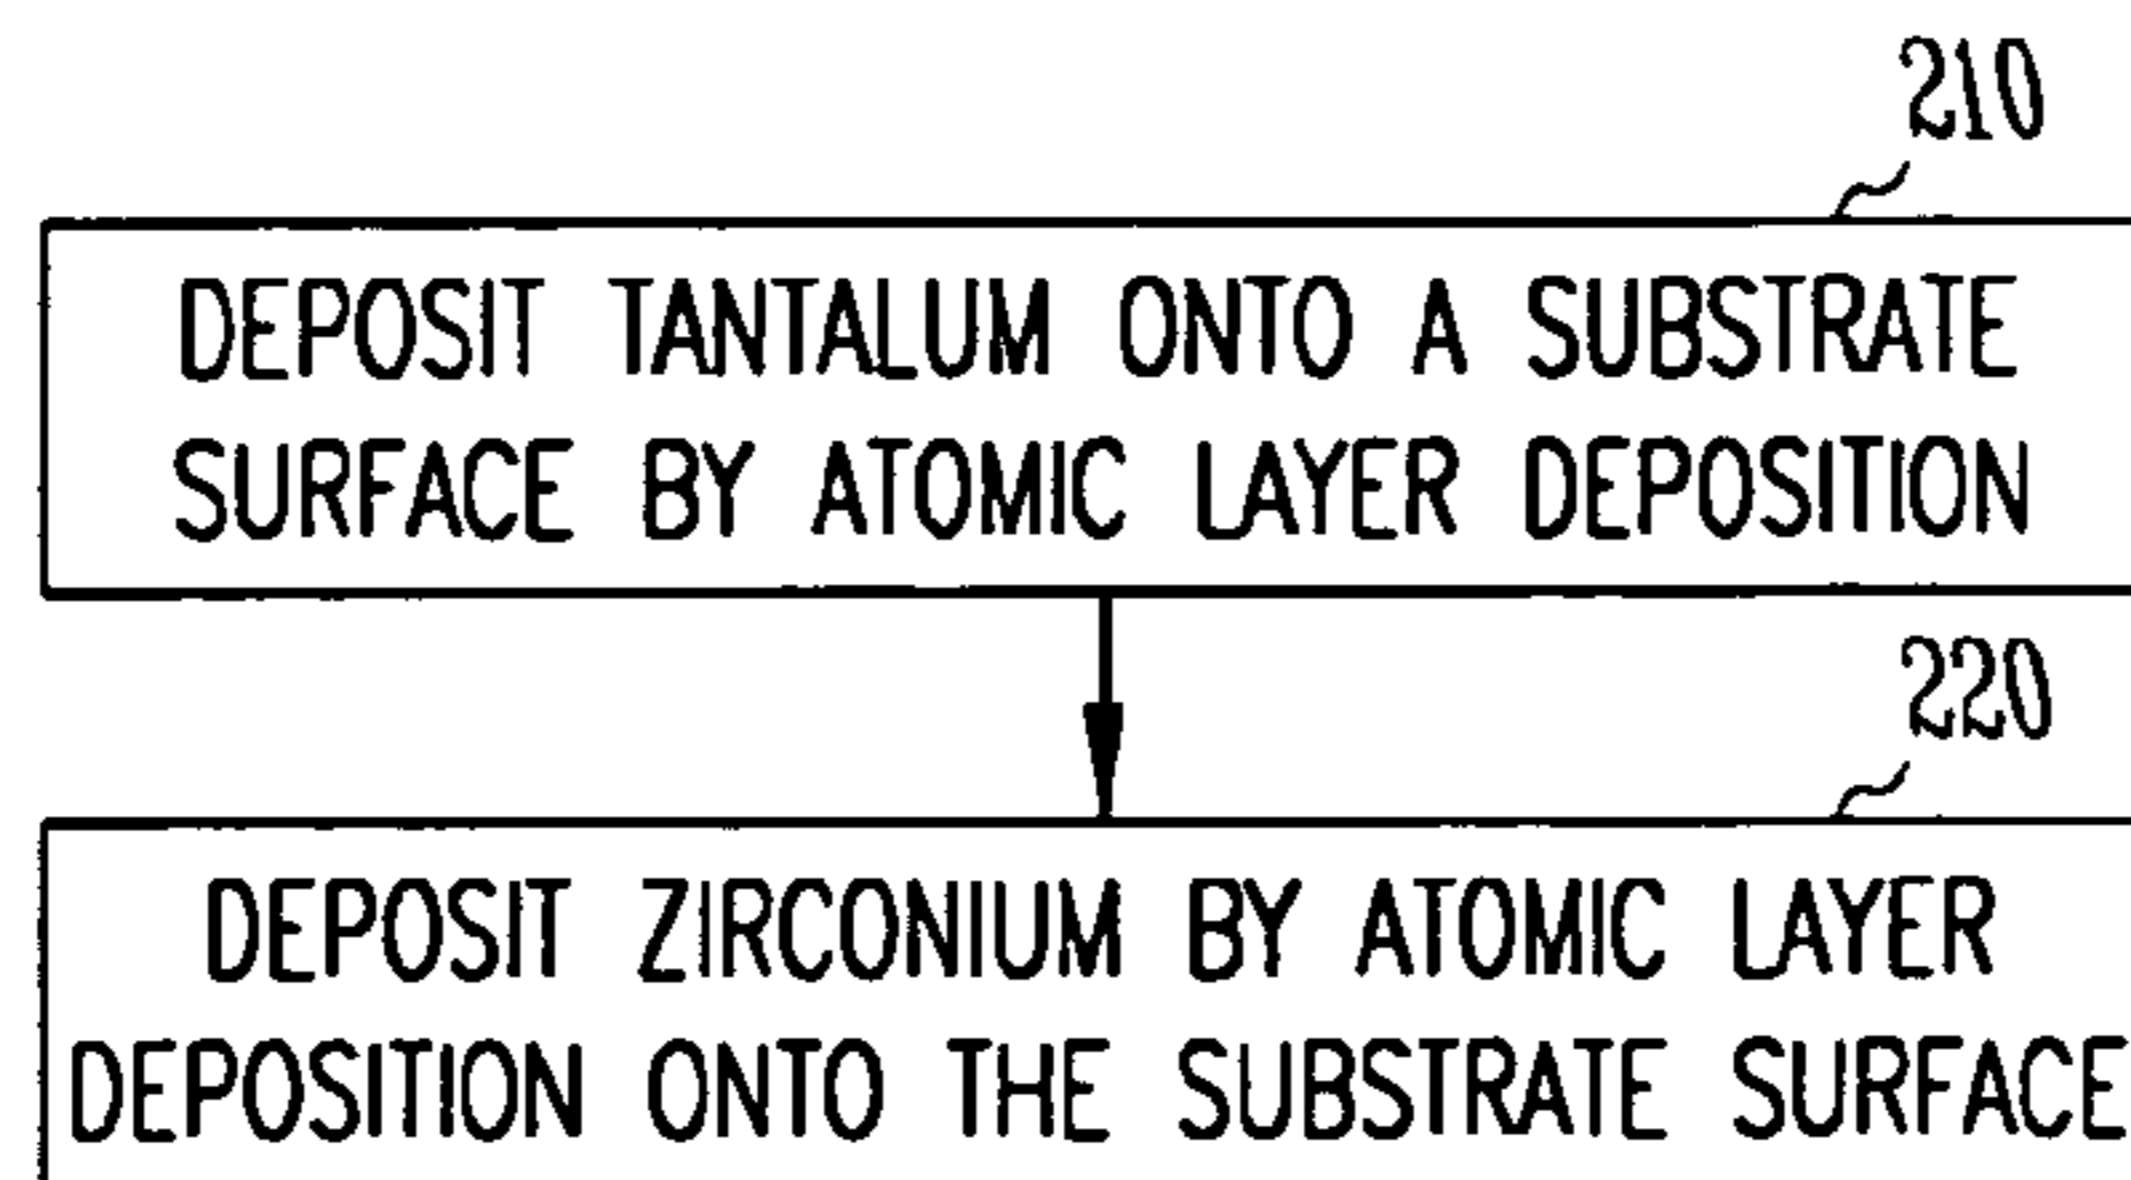 210
DEPOSIT TANTALUM ONTO A SUBSTRATE
SURFACE BY ATOMIC LAYER DEPOSITION
220
DEPOSIT ZIRCONIUM BY ATOMIC LAYER
DEPOSITION ONTO THE SUBSTRATE SURFACE